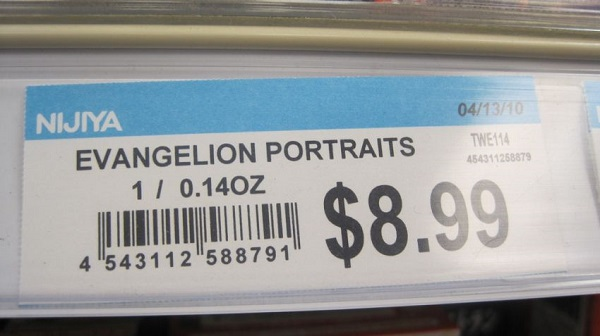 NIJIYA
04/13/10
EVANGELION PORTRAITS
TWE114
454311258879
1 / 0.14OZ
$8.99
4 543112 588791